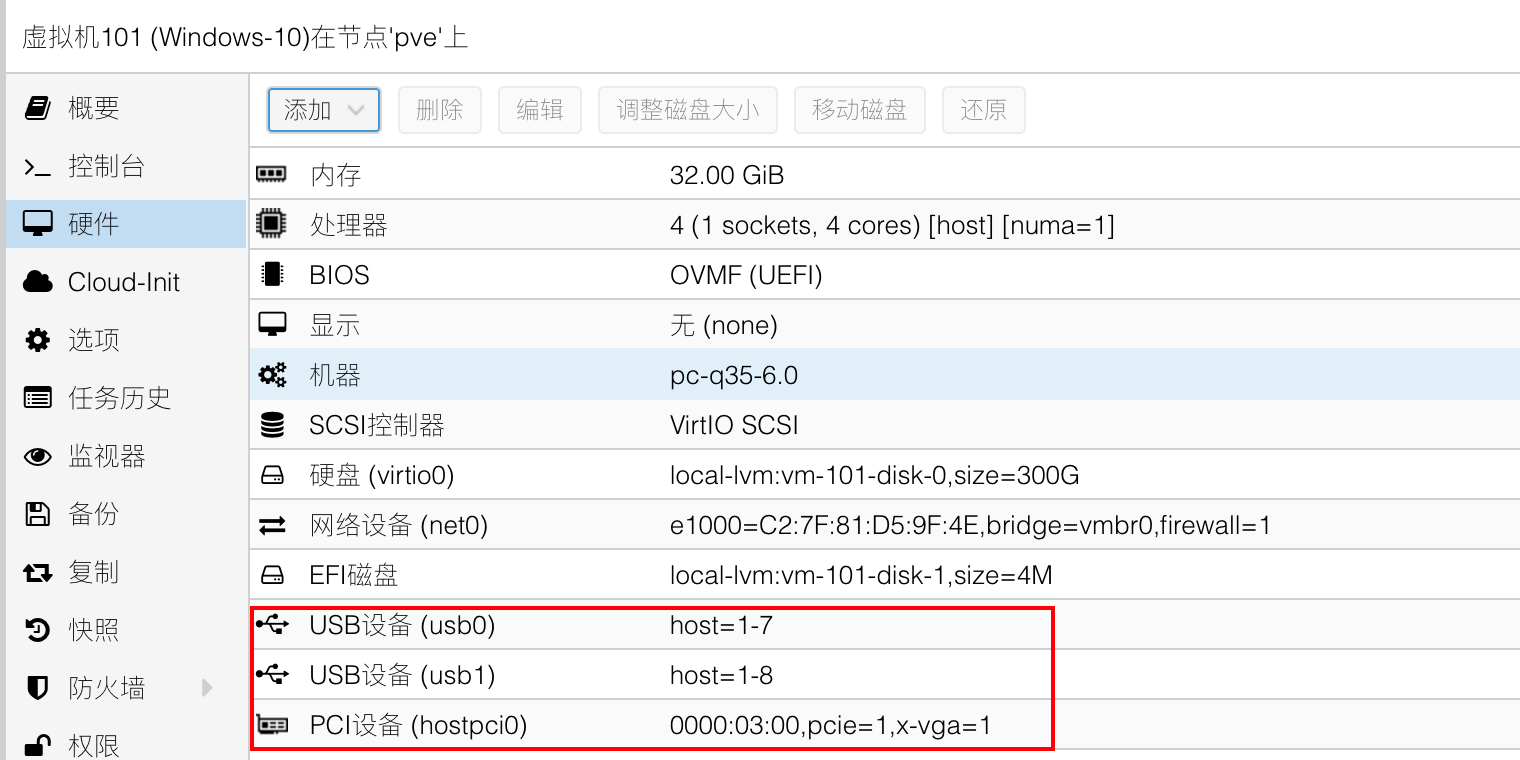 虚拟机101 (Windows-10)在节点'pve'上
概要
控制台
硬件
Cloud-Init
选项
任务历史
监视器
备份
复制
快照
防火墙
权限
添加 删除 编辑 调整磁盘大小 移动磁盘 还原
内存 32.00 GiB
处理器 4 (1 sockets, 4 cores) [host] [numa=1]
BIOS OVMF (UEFI)
显示 无 (none)
机器 pc-q35-6.0
SCSI控制器 VirtIO SCSI
硬盘 (virtio0) local-lvm:vm-101-disk-0,size=300G
网络设备 (net0) e1000=C2:7F:81:D5:9F:4E,bridge=vmbr0,firewall=1
EFI磁盘 local-lvm:vm-101-disk-1,size=4M
USB设备 (usb0) host=1-7
USB设备 (usb1) host=1-8
PCI设备 (hostpci0) 0000:03:00,pcie=1,x-vga=1